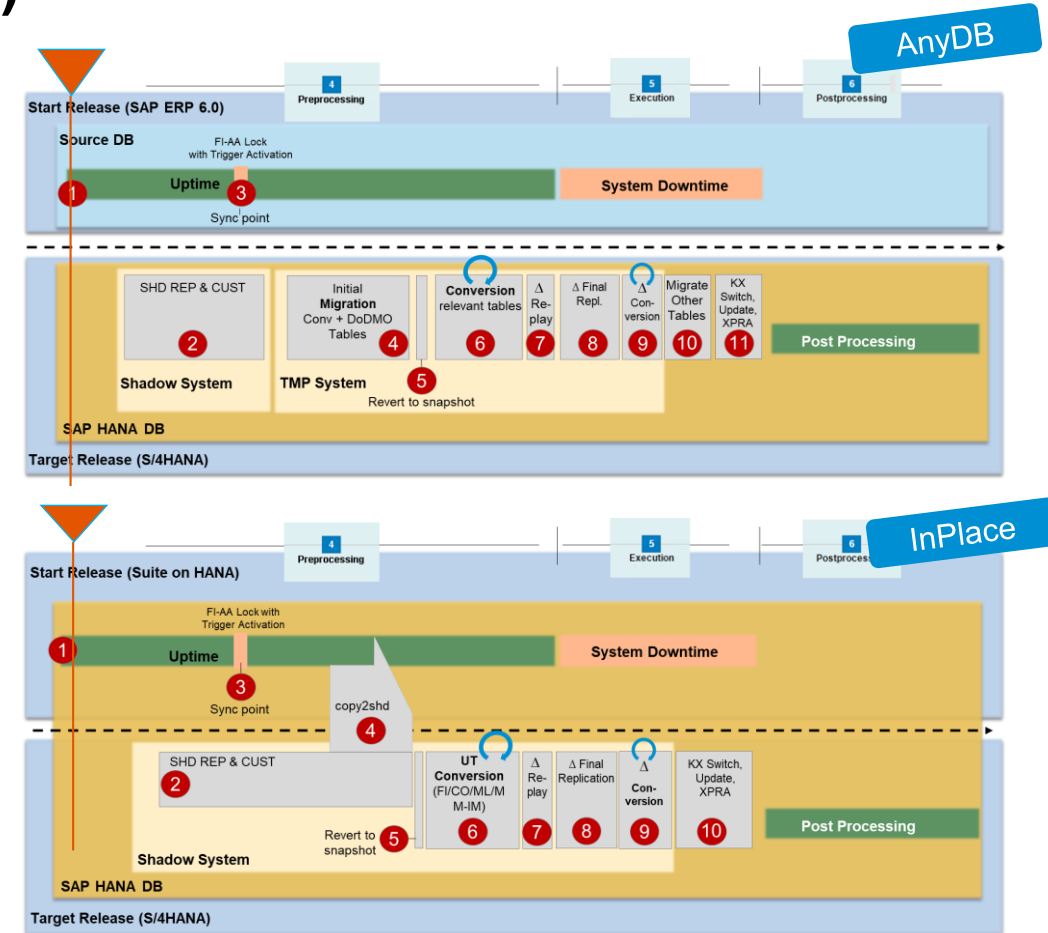 )
AnyDB
4
Preprocessing
5
Execution
6
Postprocessing
Start Release (SAP ERP 6.0)
Source DB
FI-AA Lock
with Trigger Activation
Uptime
System Downtime
1
3
Sync point
SHD REP & CUST
2
Shadow System
Initial
Migration
Conv + DoDMO
Tables
4
TMP System
5
Revert to snapshot
Conversion
relevant tables
6
Δ
Re-
play
7
Δ Final
Repl.
8
Δ
Con-
version
9
Migrate
Other
Tables
10
KX
Switch,
Update,
XPRA
11
Post Processing
SAP HANA DB
Target Release (S/4HANA)
InPlace
4
Preprocessing
5
Execution
6
Start Release (Suite on HANA)
FI-AA Lock with
Trigger Activation
1
Uptime
System Downtime
3
Sync point
copy2shd
4
SHD REP & CUST
2
Revert to
snapshot
5
Shadow System
UT
Conversion
(FI/CO/ML/M
M-IM)
6
Δ
Re-
play
7
Δ Final
Replication
8
Δ
Con-
version
9
KX Switch,
Update,
XPRA
10
Post Processing
SAP HANA DB
Target Release (S/4HANA)